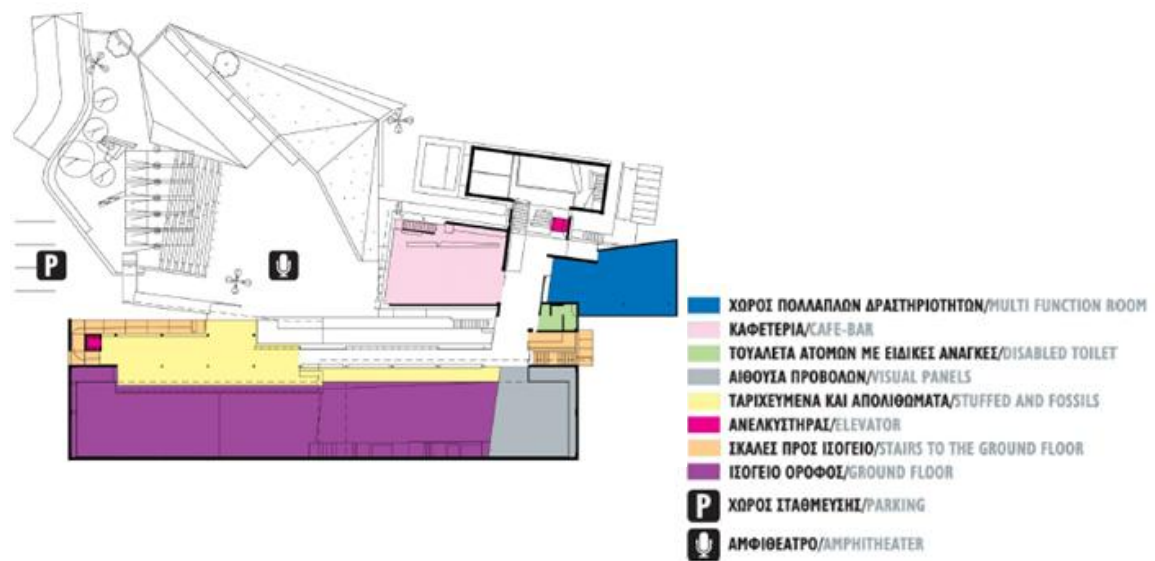 P
ΧΩΡΟΣ ΠΟΛΛΑΠΛΩΝ ΔΡΑΣΤΗΡΙΟΤΗΤΩΝ/MULTI FUNCTION ROOM
ΚΑΦΕΤΕΡΙΑ/CAFE-BAR
ΤΟΥΑΛΕΤΑ ΑΤΟΜΩΝ ΜΕ ΕΙΔΙΚΕΣ ΑΝΑΓΚΕΣ/DISABLED TOILET
ΑΙΘΟΥΣΑ ΠΡΟΒΟΛΩΝ/VISUAL PANELS
ΤΑΡΙΧΕΥΜΕΝΑ ΚΑΙ ΑΠΟΛΙΘΩΜΑΤΑ/STUFFED AND FOSSILS
ΑΝΕΛΚΥΣΤΗΡΑΣ/ELEVATOR
ΣΚΑΛΕΣ ΠΡΟΣ ΙΣΟΓΕΙΟ/STAIRS TO THE GROUND FLOOR
ΙΣΟΓΕΙΟ ΟΡΟΦΟΣ/GROUND FLOOR
P ΧΩΡΟΣ ΣΤΑΘΜΕΥΣΗΣ/PARKING
ΑΜΦΙΘΕΑΤΡΟ/AMPHITHEATER